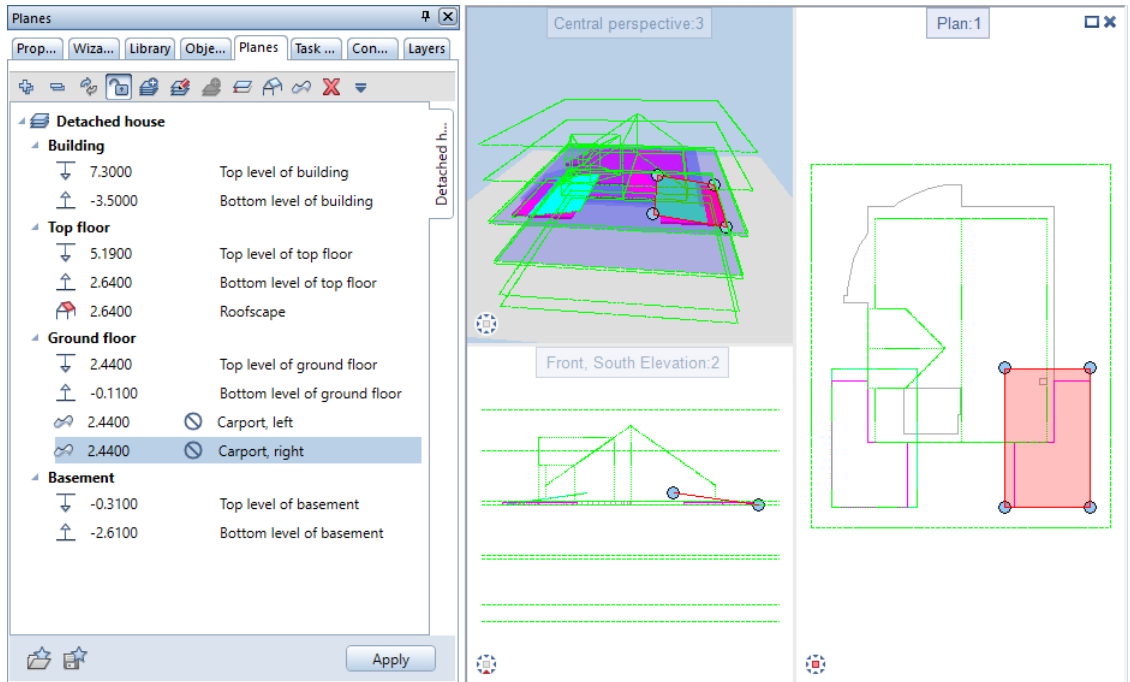 Planes
Prop... Wiza... Library Obje... Planes Task ... Con... Layers
Detached house
Building
7.3000 Top level of building
-3.5000 Bottom level of building
Top floor
5.1900 Top level of top floor
2.6400 Bottom level of top floor
2.6400 Roofscape
Ground floor
2.4400 Top level of ground floor
-0.1100 Bottom level of ground floor
2.4400 Carport, left
2.4400 Carport, right
Basement
-0.3100 Top level of basement
-2.6100 Bottom level of basement
Detached h...
Apply
Central perspective:3
Front, South Elevation:2
Plan:1